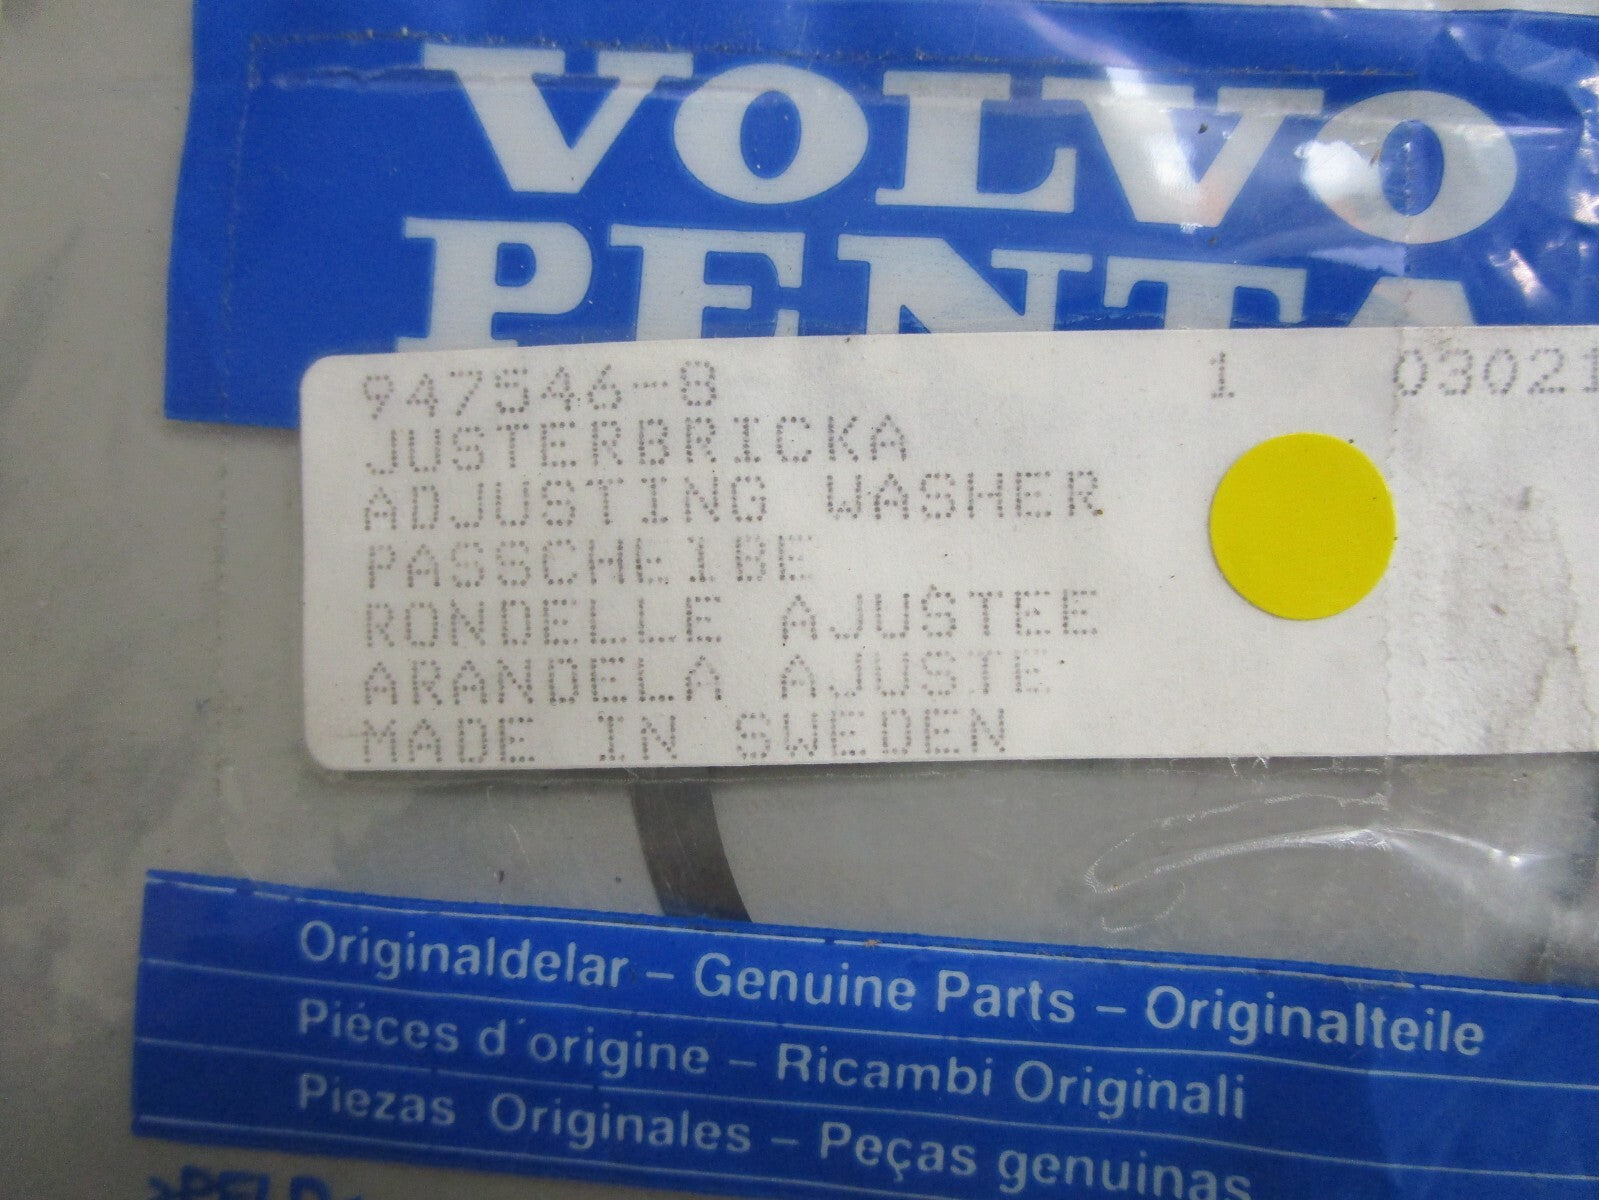 VOLVO
PENTA
947546-8 1 03021
JUSTERBRICKA
ADJUSTING WASHER
PASSCHEIBE
RONDELLE AJUSTEE
ARANDELA AJUSTE
MADE IN SWEDEN
Originaldelar – Genuine Parts – Originalteile
Piéces d´origine – Ricambi Originali
Piezas Originales – Peças genuinas